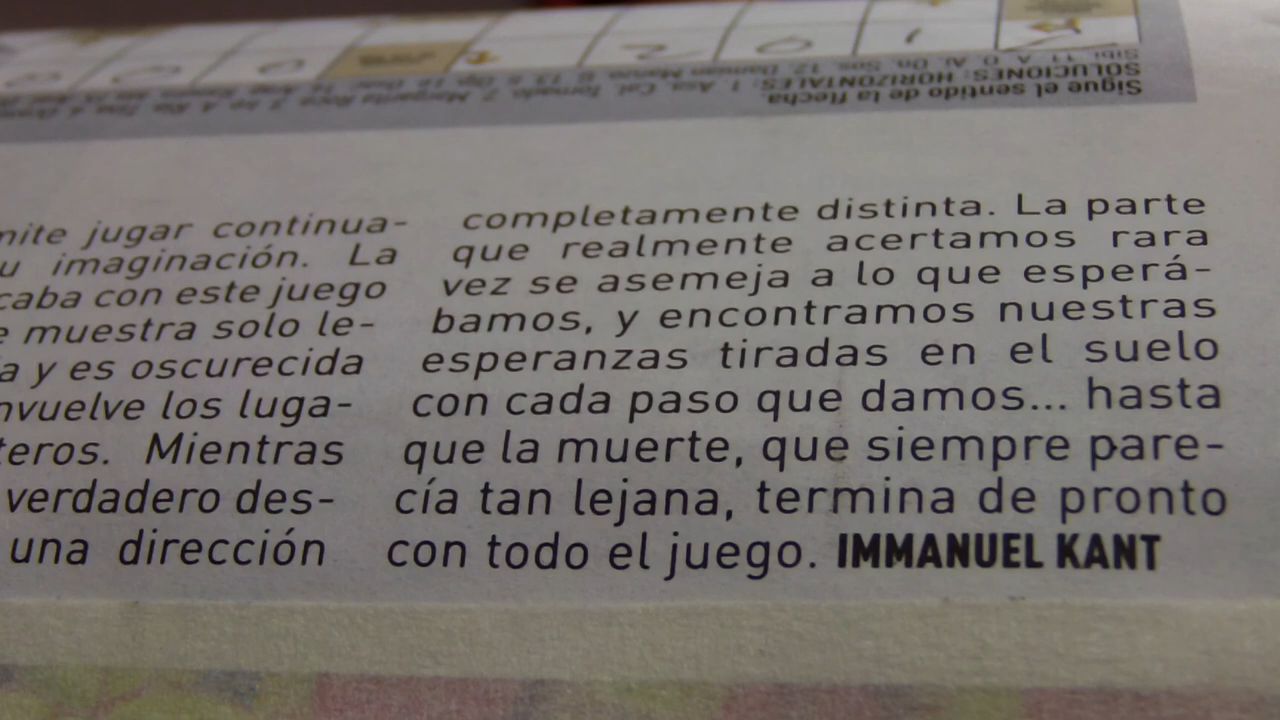 Sigue el sentido de la flecha.
SOLUCIONES: HORIZONTALES: 1
mite jugar continua-
u imaginación. La
caba con este juego
e muestra solo le-
a y es oscurecida
nvuelve los luga-
teros. Mientras
verdadero des-
una dirección
completamente distinta. La parte
que realmente acertamos rara
vez se asemeja a lo que esperá-
bamos, y encontramos nuestras
esperanzas tiradas en el suelo
con cada paso que damos... hasta
que la muerte, que siempre pare-
cía tan lejana, termina de pronto
con todo el juego. IMMANUEL KANT